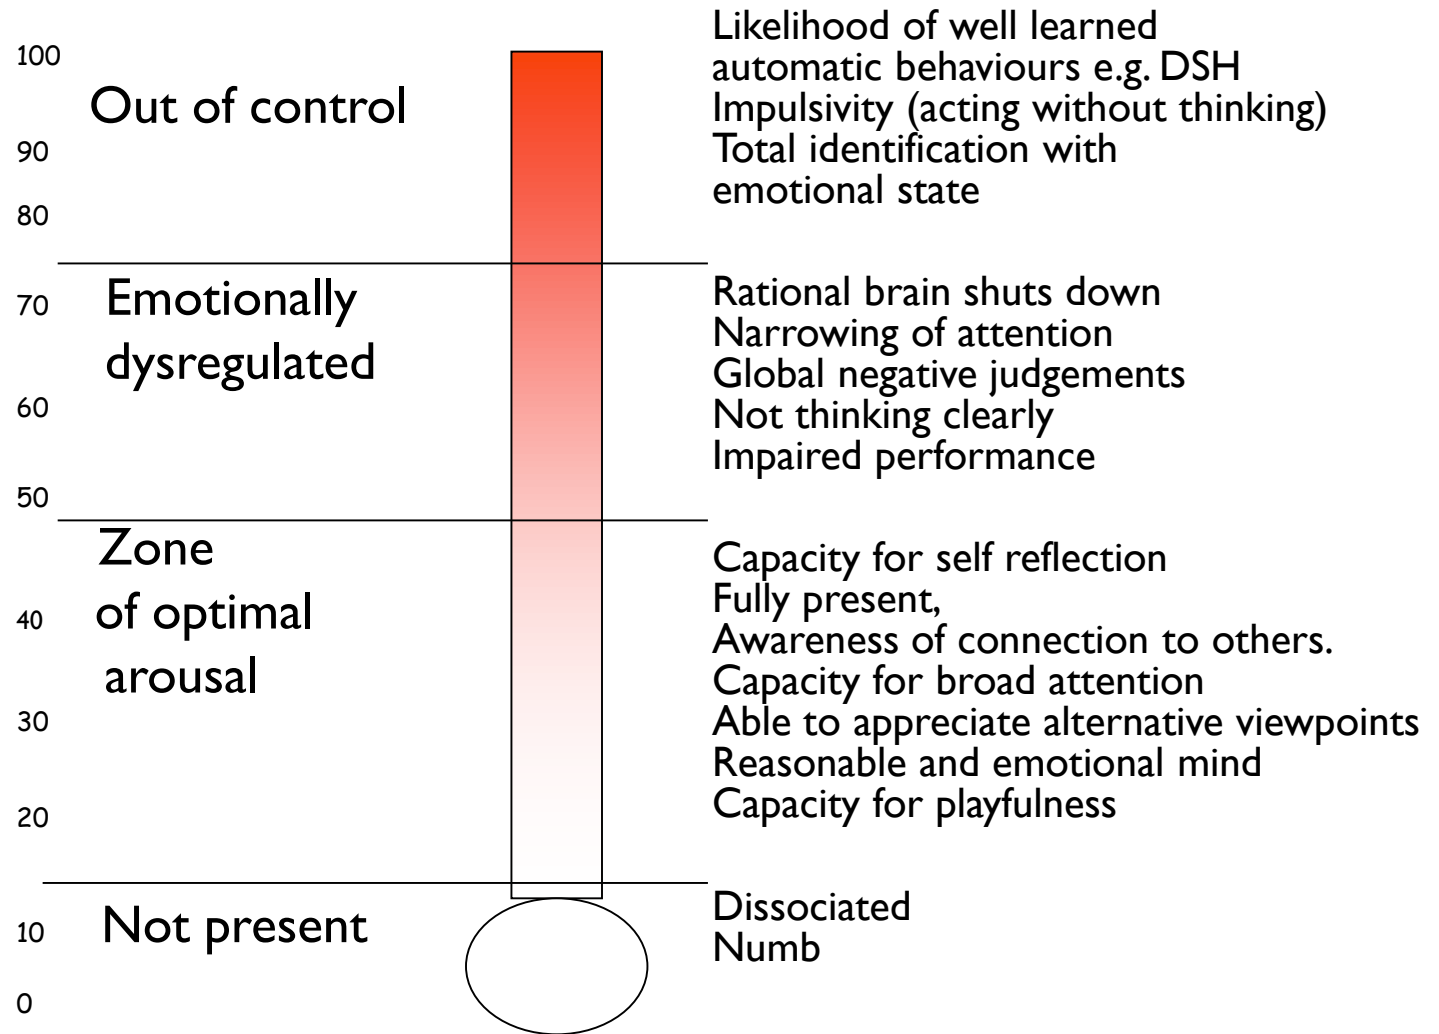 100
Out of control
90
80
Likelihood of well learned
automatic behaviours e.g. DSH
Impulsivity (acting without thinking)
Total identification with
emotional state
70
60
50
Emotionally
dysregulated
Rational brain shuts down
Narrowing of attention
Global negative judgements
Not thinking clearly
Impaired performance
Zone
of optimal
arousal
40
30
20
Capacity for self reflection
Fully present,
Awareness of connection to others.
Capacity for broad attention
Able to appreciate alternative viewpoints
Reasonable and emotional mind
Capacity for playfulness
10
0
Not present
Dissociated
Numb